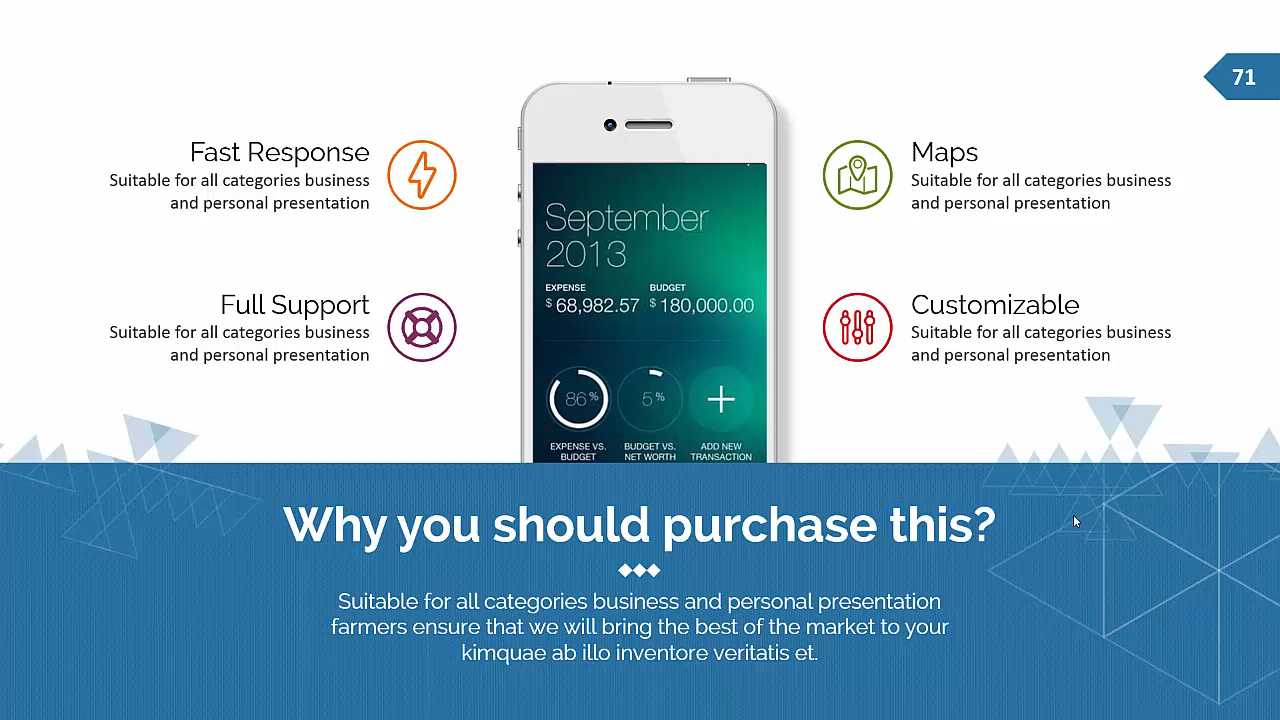 71
Fast Response
Suitable for all categories business
and personal presentation
Full Support
Suitable for all categories business
and personal presentation
September
2013
EXPENSE BUDGET
$ 68,982.57 $ 180,000.00
86% 5%
EXPENSE VS. BUDGET VS. ADD NEW
BUDGET NET WORTH TRANSACTION
Maps
Suitable for all categories business
and personal presentation
Customizable
Suitable for all categories business
and personal presentation
Why you should purchase this?
Suitable for all categories business and personal presentation
farmers ensure that we will bring the best of the market to your
kimquae ab illo inventore veritatis et.